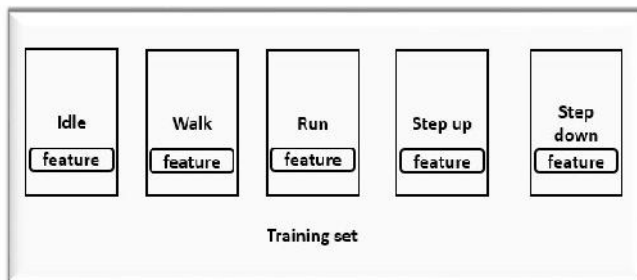 Idle
feature
Walk
feature
Run
feature
Step up
feature
Step
down
feature
Training set